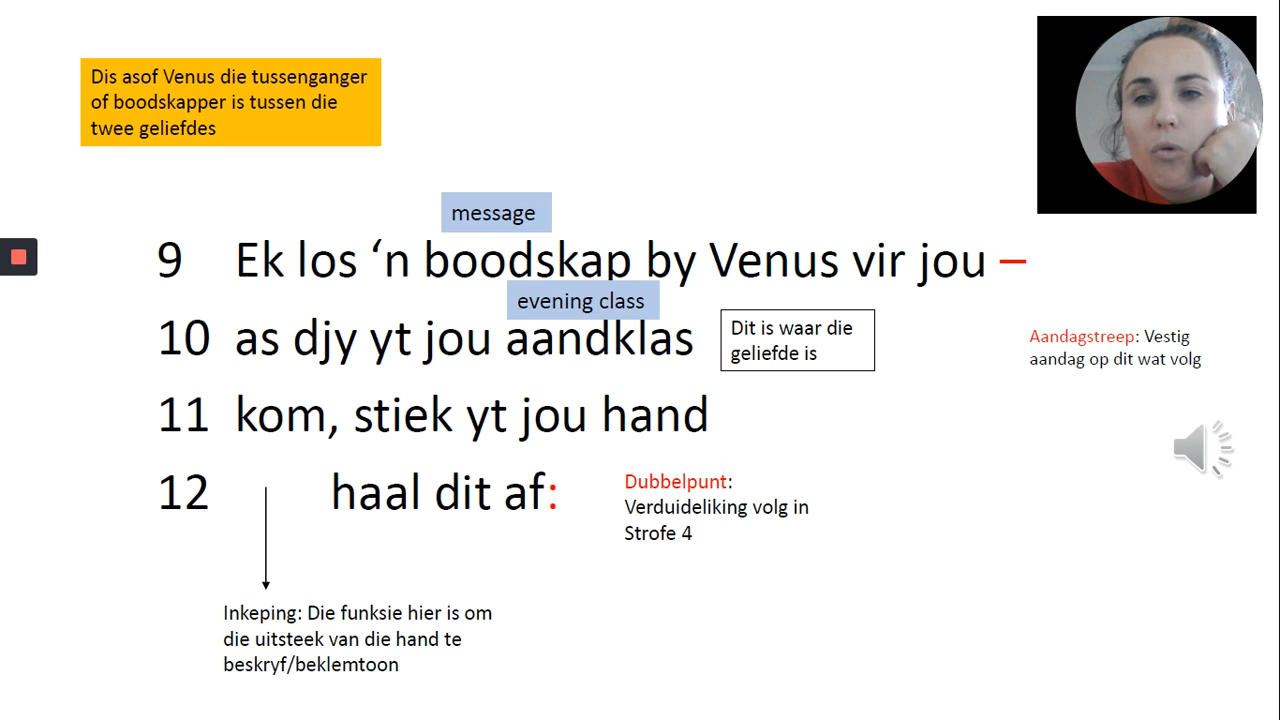 Dis asof Venus die tussenganger
of boodskapper is tussen die
twee geliefdes
message
9 Ek los ‘n boodskap by Venus vir jou –
evening class
10 as djy yt jou aandklas
Dit is waar die
geliefde is
Aandagstreep: Vestig
aandag op dit wat volg
11 kom, stiek yt jou hand
12 haal dit af:
Dubbelpunt:
Verduideliking volg in
Strofe 4
Inkeping: Die funksie hier is om
die uitsteek van die hand te
beskryf/beklemtoon